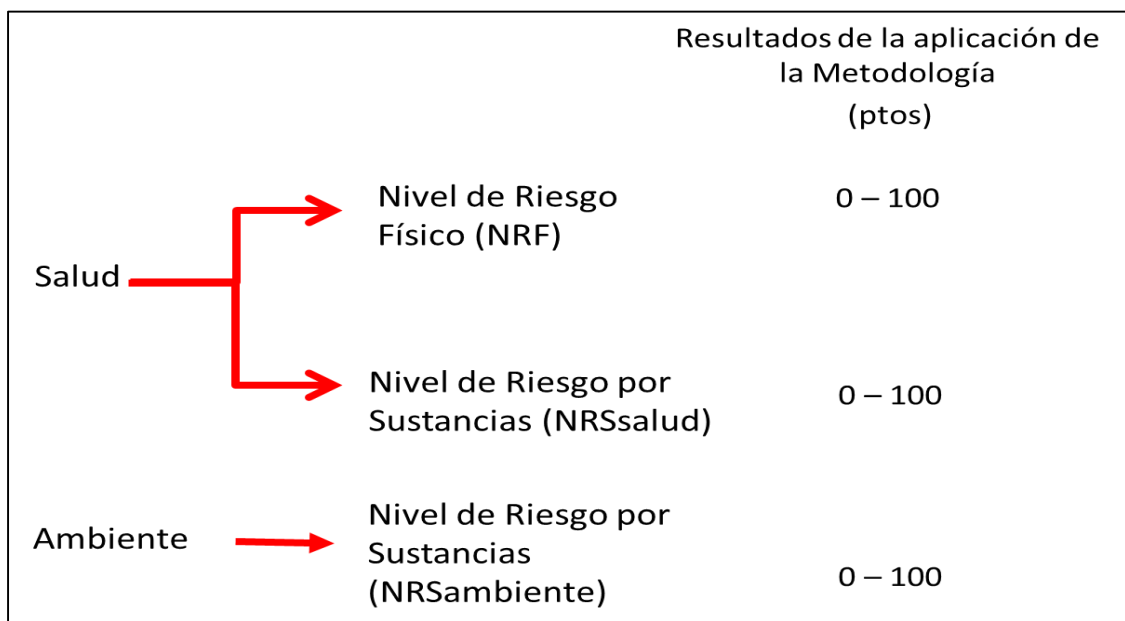 Resultados de la aplicación de
la Metodología
(ptos)
Nivel de Riesgo
Físico (NRF)
0 – 100
Salud
Nivel de Riesgo por
Sustancias (NRSsalud)
0 – 100
Ambiente
Nivel de Riesgo por
Sustancias
(NRSambiente)
0 – 100